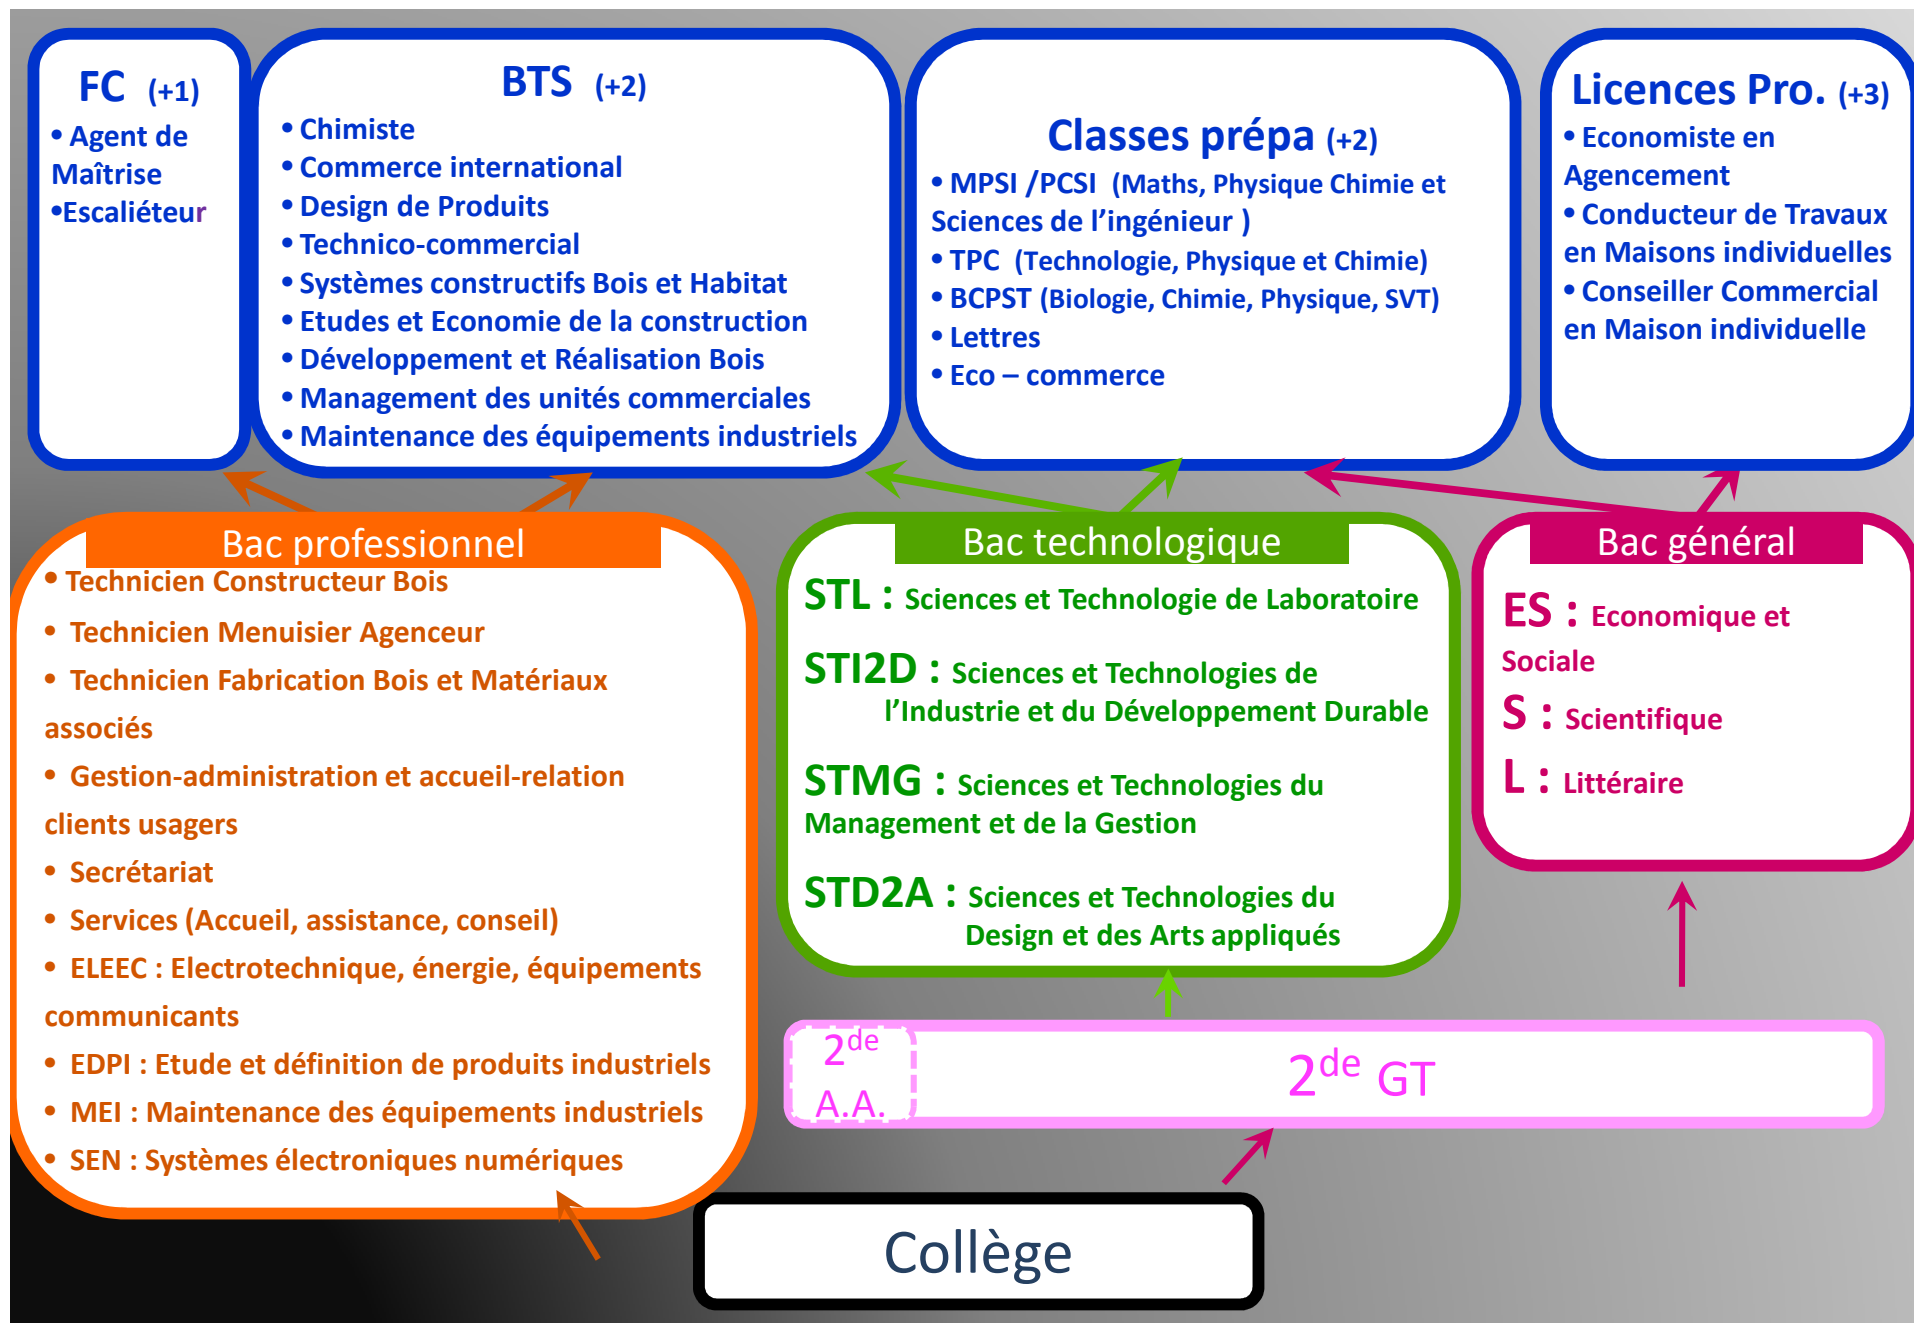 FC (+1)
• Agent de
Maîtrise
•Escaliéteur
BTS (+2)
• Chimiste
• Commerce international
• Design de Produits
• Technico-commercial
• Systèmes constructifs Bois et Habitat
• Etudes et Economie de la construction
• Développement et Réalisation Bois
• Management des unités commerciales
• Maintenance des équipements industriels
Classes prépa (+2)
• MPSI /PCSI (Maths, Physique Chimie et
Sciences de l’ingénieur )
• TPC (Technologie, Physique et Chimie)
• BCPST (Biologie, Chimie, Physique, SVT)
• Lettres
• Eco – commerce
Licences Pro. (+3)
• Economiste en
Agencement
• Conducteur de Travaux
en Maisons individuelles
• Conseiller Commercial
en Maison individuelle
Bac professionnel
• Technicien Constructeur Bois
• Technicien Menuisier Agenceur
• Technicien Fabrication Bois et Matériaux
associés
• Gestion-administration et accueil-relation
clients usagers
• Secrétariat
• Services (Accueil, assistance, conseil)
• ELEEC : Electrotechnique, énergie, équipements
communicants
• EDPI : Etude et définition de produits industriels
• MEI : Maintenance des équipements industriels
• SEN : Systèmes électroniques numériques
Bac technologique
STL : Sciences et Technologie de Laboratoire
STI2D : Sciences et Technologies de
l’Industrie et du Développement Durable
STMG : Sciences et Technologies du
Management et de la Gestion
STD2A : Sciences et Technologies du
Design et des Arts appliqués
Bac général
ES : Economique et
Sociale
S : Scientifique
L : Littéraire
2de
A.A.
2de GT
Collège